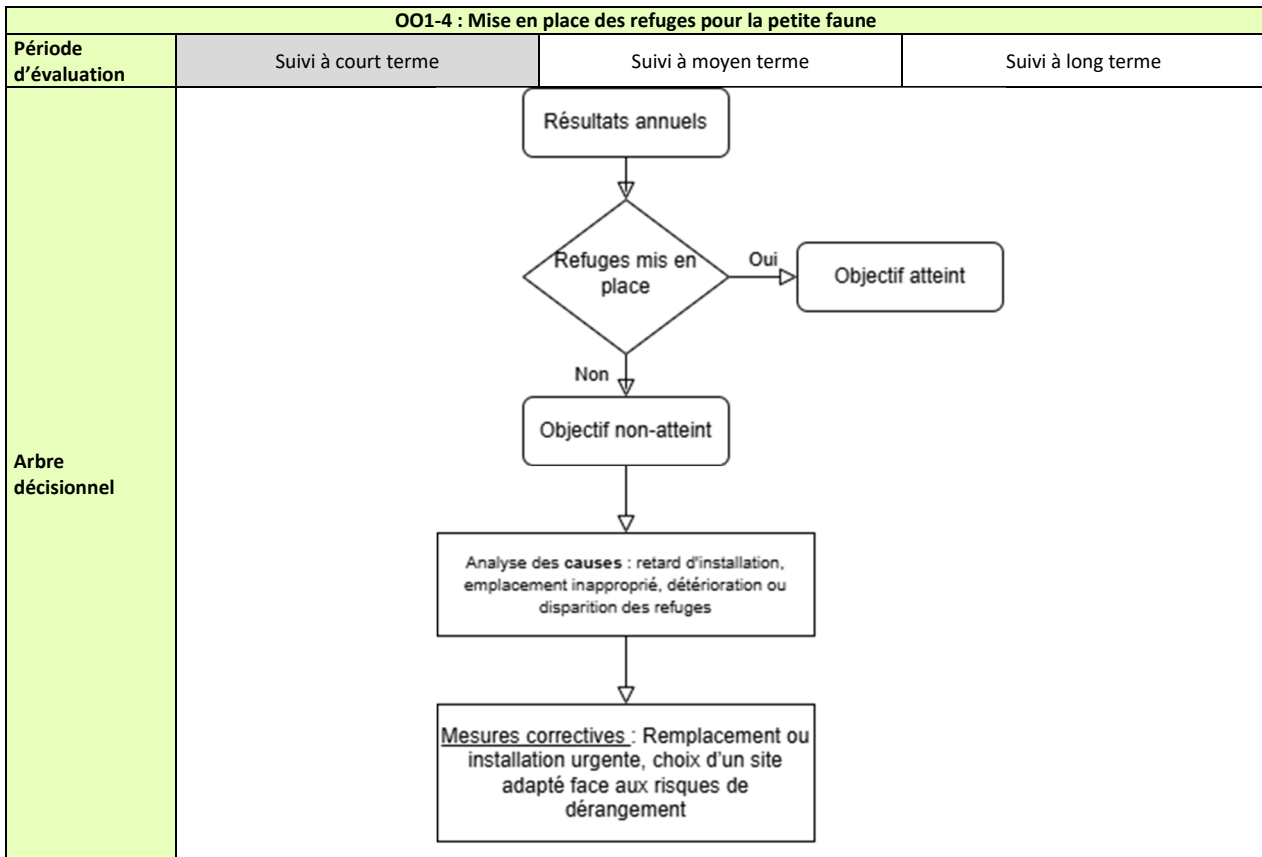 OO1-4 : Mise en place des refuges pour la petite faune
Période
d'évaluation
Suivi à court terme
Suivi à moyen terme
Suivi à long terme
Arbre
décisionnel
Résultats annuels
Refuges mis en
place
Oui
Objectif atteint
Non
Objectif non-atteint
Analyse des causes : retard d'installation,
emplacement inapproprié, détérioration ou
disparition des refuges
Mesures correctives : Remplacement ou
installation urgente, choix d'un site
adapté face aux risques de
dérangement